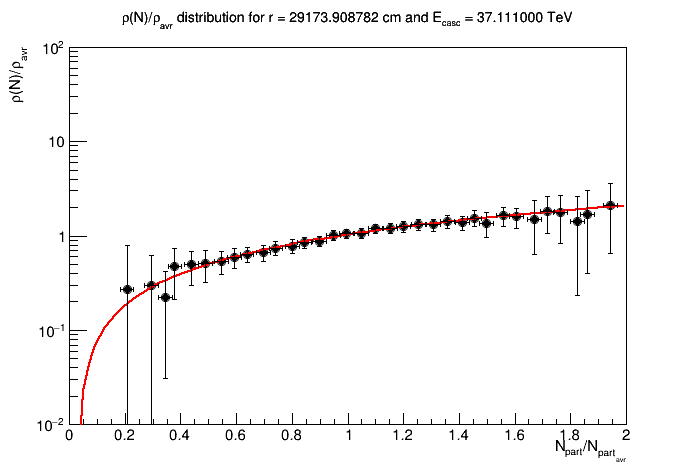 ρ(N)/ρavr distribution for r = 29173.908782 cm and Ecasc = 37.111000 TeV
ρ(N)/ρavr
10²
10
1
10⁻¹
10⁻²
0 0.2 0.4 0.6 0.8 1 1.2 1.4 1.6 1.8 2
Npart/Npartavr